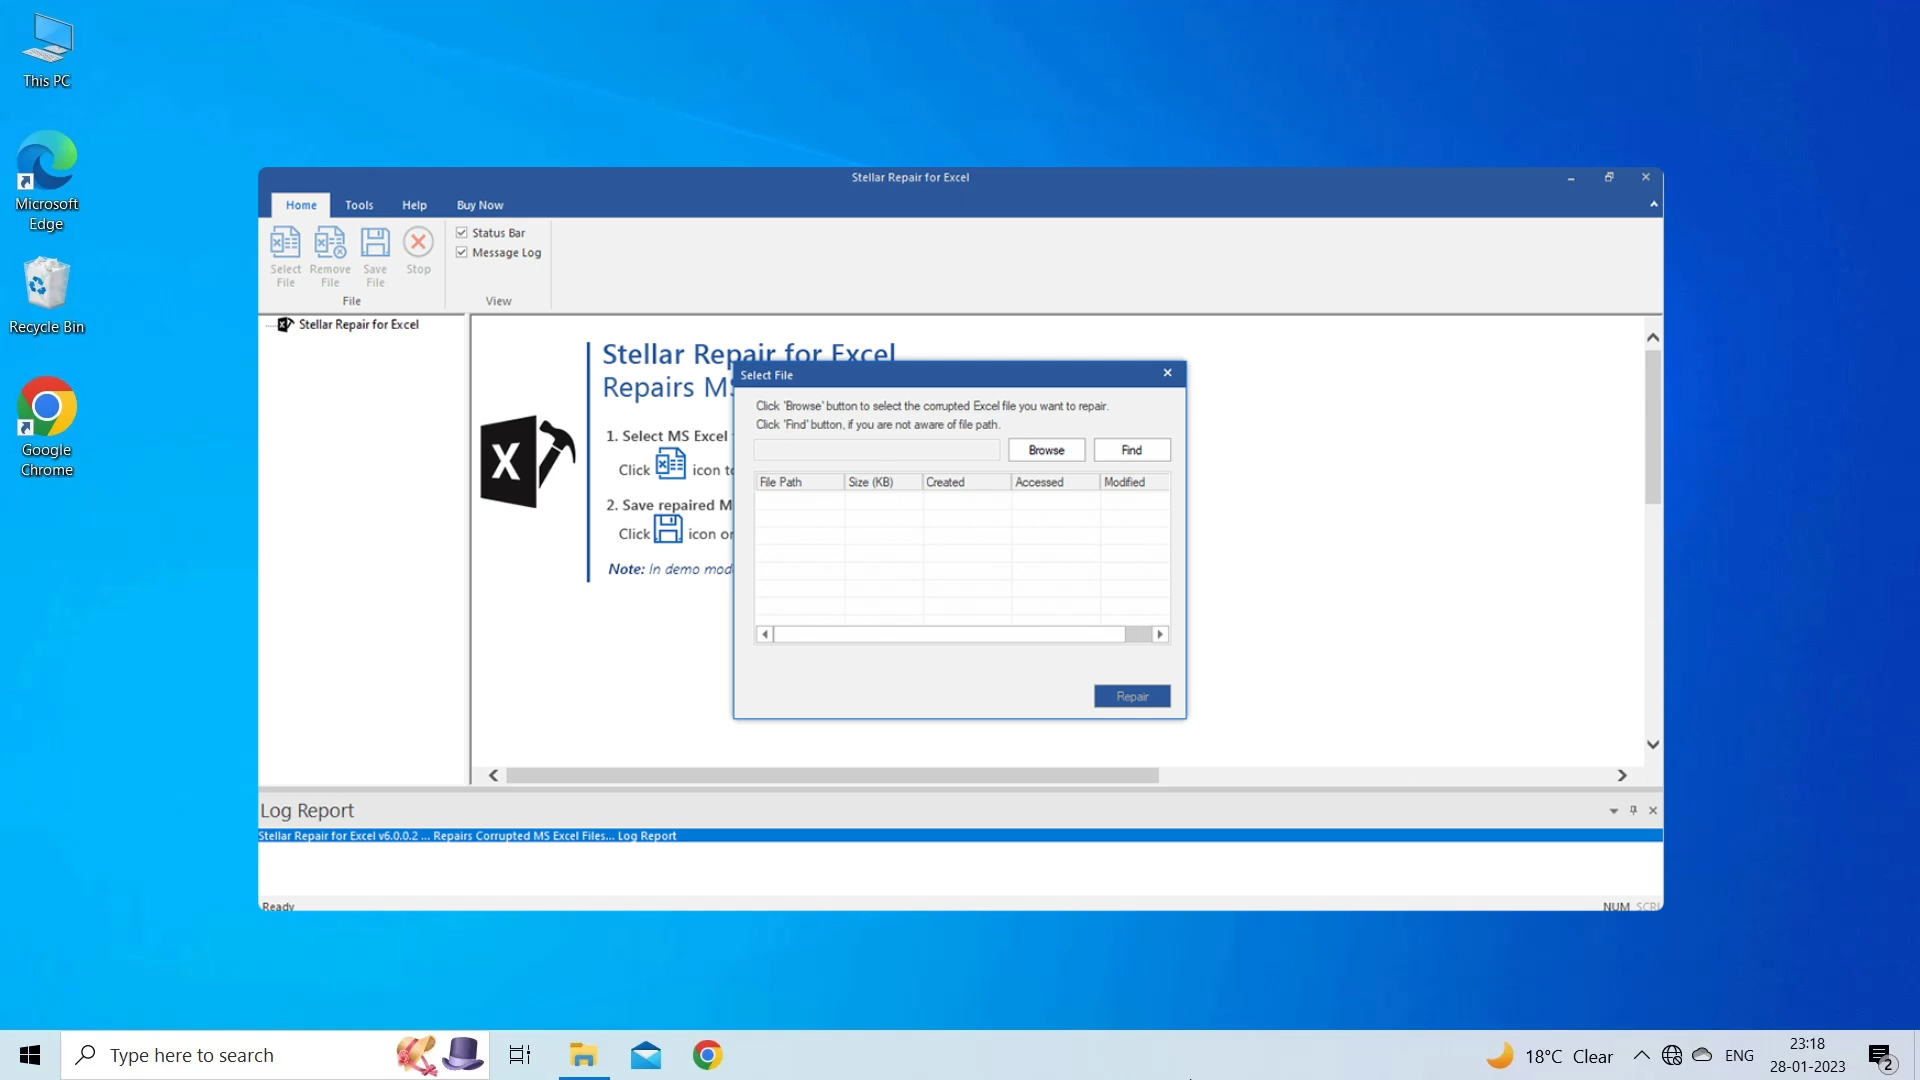 This PC
Microsoft
Edge
Recycle Bin
Google
Chrome
Stellar Repair for Excel
Home
Tools
Help
Buy Now
Select
File
Remove
File
Save
File
Stop
File
Status Bar
Message Log
View
Stellar Repair for Excel
Stellar Repair for Excel
Repairs MS
1. Select MS Excel
Click icon to
2. Save repaired M
Click icon or
Note: In demo mod
Select File
Click 'Browse' button to select the corrupted Excel file you want to repair.
Click 'Find' button, if you are not aware of file path.
Browse
Find
File Path
Size (KB)
Created
Accessed
Modified
Repair
Log Report
Stellar Repair for Excel v6.0.0.2 ... Repairs Corrupted MS Excel Files... Log Report
Ready
NUM SCRL
Type here to search
18°C Clear
ENG
23:18
28-01-2023
2